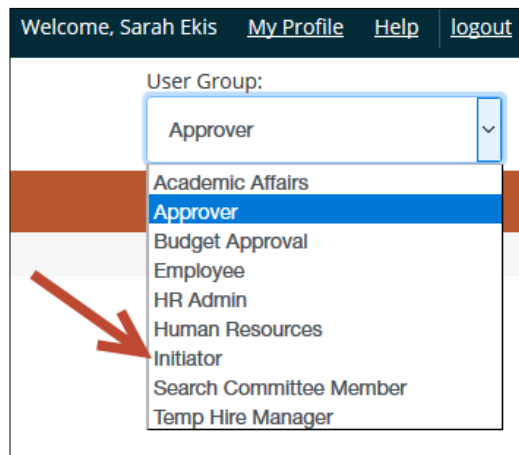 Welcome, Sarah Ekis My Profile Help logout
User Group:
Approver
Academic Affairs
Approver
Budget Approval
Employee
HR Admin
Human Resources
Initiator
Search Committee Member
Temp Hire Manager